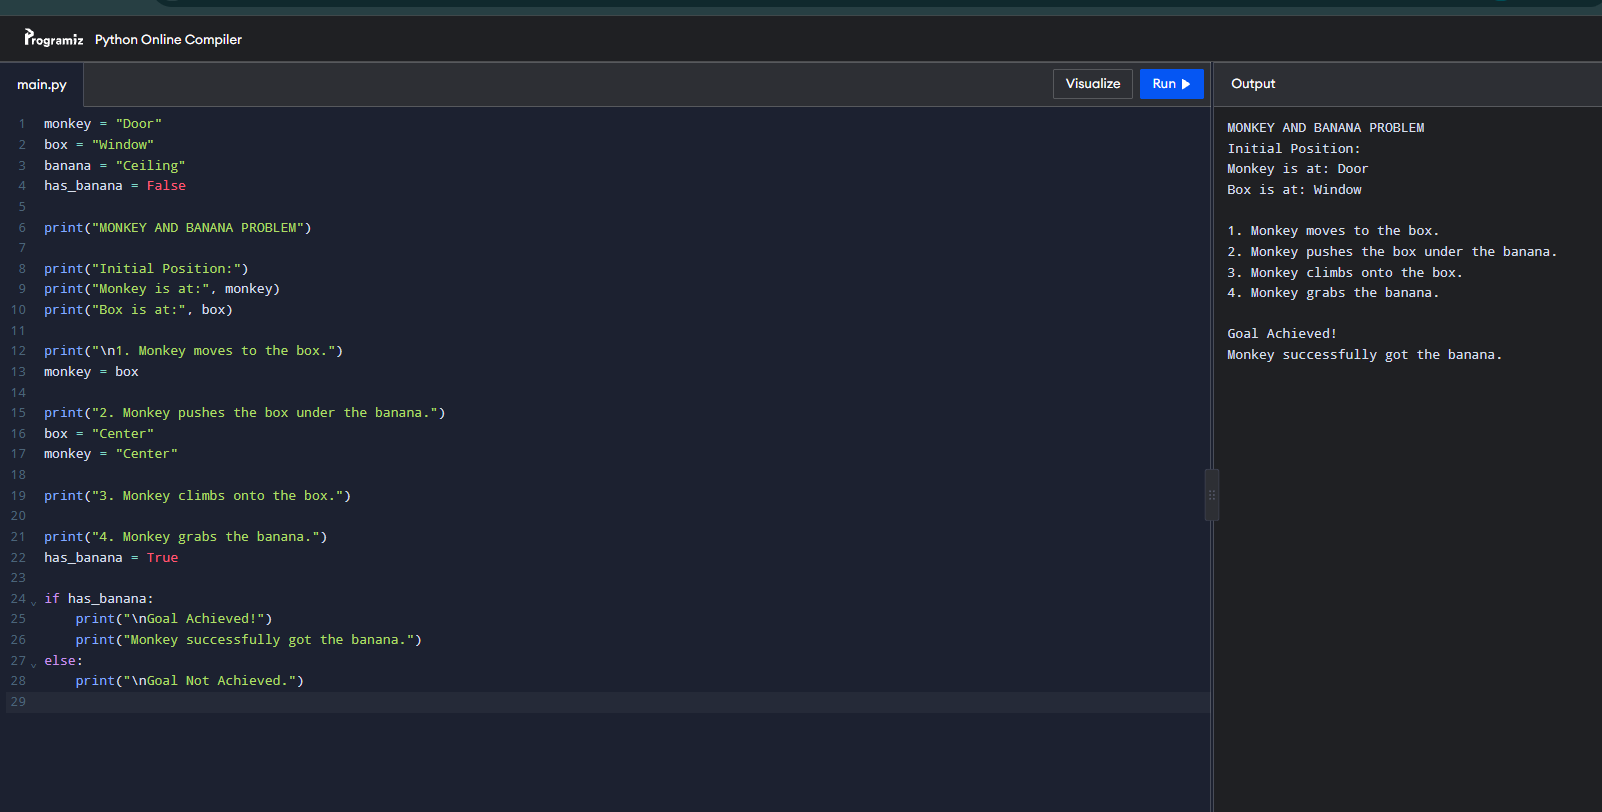 Programiz Python Online Compiler
main.py
Visualize
Run
Output
1 monkey = "Door"
2 box = "Window"
3 banana = "Ceiling"
4 has_banana = False
5
6 print("MONKEY AND BANANA PROBLEM")
7
8 print("Initial Position:")
9 print("Monkey is at:", monkey)
10 print("Box is at:", box)
11
12 print("\n1. Monkey moves to the box.")
13 monkey = box
14
15 print("2. Monkey pushes the box under the banana.")
16 box = "Center"
17 monkey = "Center"
18
19 print("3. Monkey climbs onto the box.")
20
21 print("4. Monkey grabs the banana.")
22 has_banana = True
23
24 if has_banana:
25     print("\nGoal Achieved!")
26     print("Monkey successfully got the banana.")
27 else:
28     print("\nGoal Not Achieved.")
29
MONKEY AND BANANA PROBLEM
Initial Position:
Monkey is at: Door
Box is at: Window
1. Monkey moves to the box.
2. Monkey pushes the box under the banana.
3. Monkey climbs onto the box.
4. Monkey grabs the banana.
Goal Achieved!
Monkey successfully got the banana.